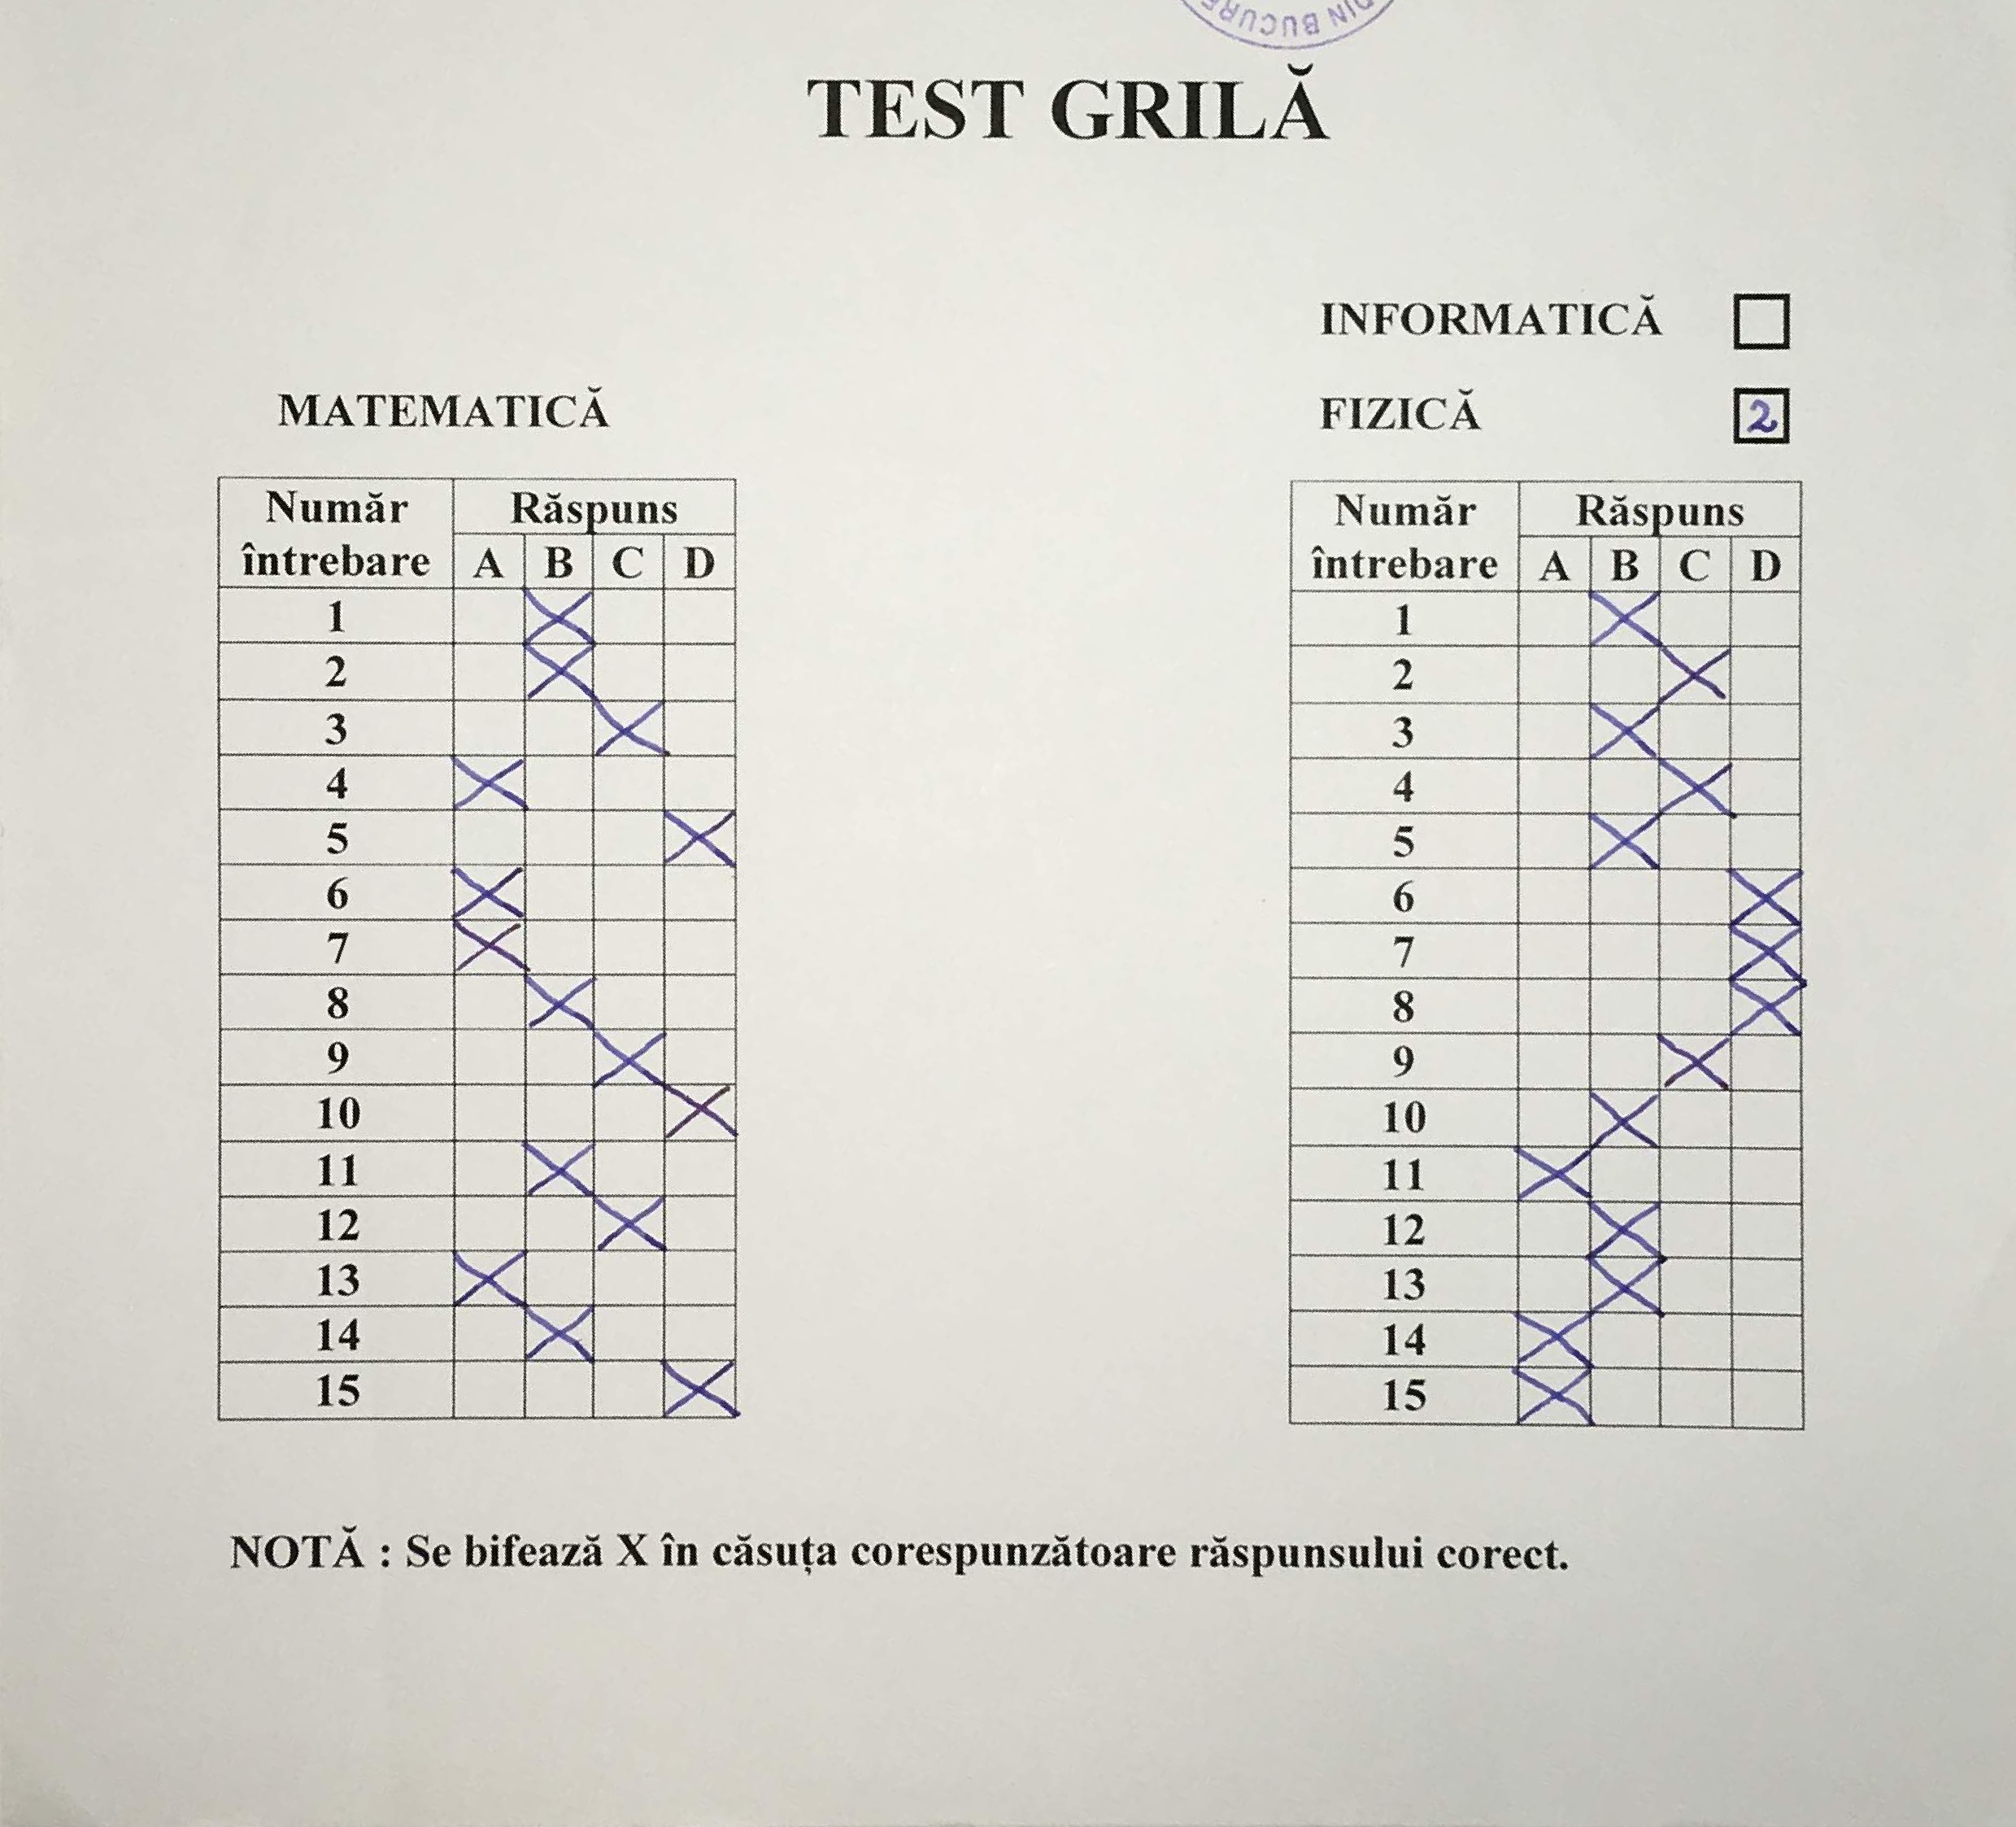 DIN BUCURE
TEST GRILĂ
INFORMATICĂ
MATEMATICĂ
FIZICĂ 2
Număr întrebare Răspuns
A B C D
1 X
2 X
3 X
4 X
5 X
6 X
7 X
8 X
9 X
10 X
11 X
12 X
13 X
14 X
15 X
Număr întrebare Răspuns
A B C D
1 X
2 X
3 X
4 X
5 X
6 X
7 X
8 X
9 X
10 X
11 X
12 X
13 X
14 X
15 X
NOTĂ : Se bifează X în căsuța corespunzătoare răspunsului corect.